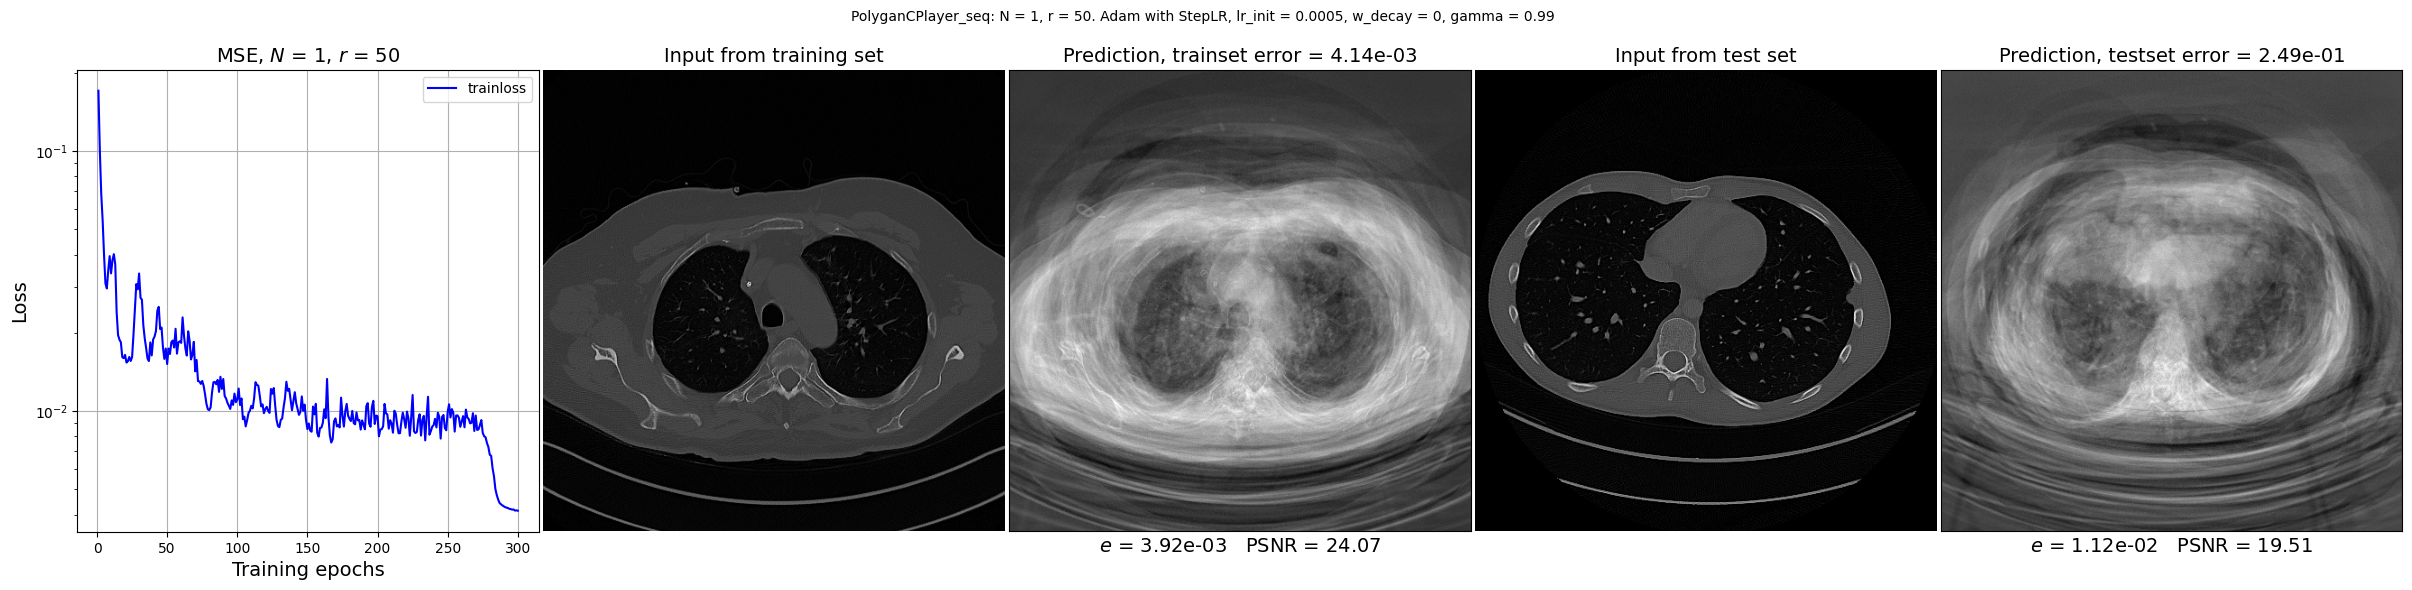 PolyganCPlayer_seq: N = 1, r = 50. Adam with StepLR, lr_init = 0.0005, w_decay = 0, gamma = 0.99
MSE, N = 1, r = 50
Input from training set
Prediction, trainset error = 4.14e-03
Input from test set
Prediction, testset error = 2.49e-01
trainloss
10⁻¹
10⁻²
Loss
0 50 100 150 200 250 300
Training epochs
e = 3.92e-03 PSNR = 24.07
e = 1.12e-02 PSNR = 19.51